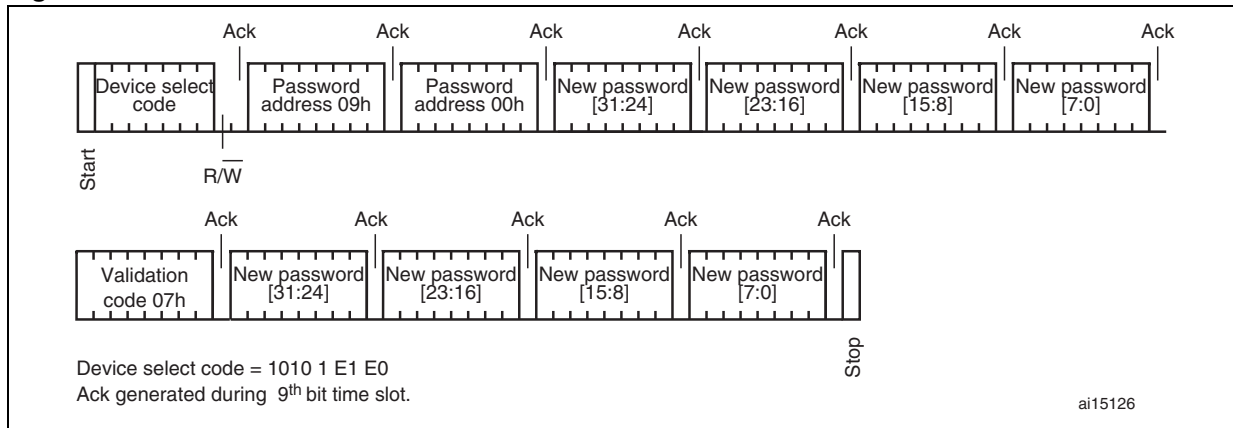 Ack Ack Ack Ack Ack Ack Ack
Device select
code
Password
address 09h
Password
address 00h
New password
[31:24]
New password
[23:16]
New password
[15:8]
New password
[7:0]
Start
R/W̅
Ack Ack Ack Ack Ack
Validation
code 07h
New password
[31:24]
New password
[23:16]
New password
[15:8]
New password
[7:0]
Stop
Device select code = 1010 1 E1 E0
Ack generated during 9th bit time slot.
ai15126